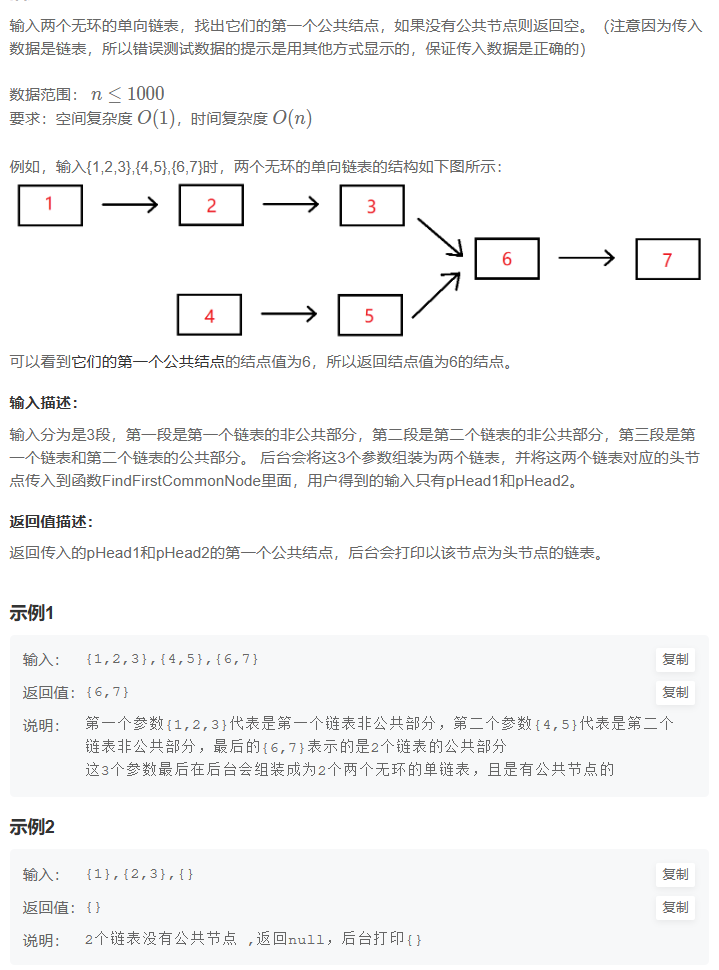 输入两个无环的单向链表，找出它们的第一个公共结点，如果没有公共节点则返回空。（注意因为传入
数据是链表，所以错误测试数据的提示是用其他方式显示的，保证传入数据是正确的）
数据范围： n ≤ 1000
要求：空间复杂度 O(1)，时间复杂度 O(n)
例如，输入{1,2,3},{4,5},{6,7}时，两个无环的单向链表的结构如下图所示：
1
2
3
6
7
4
5
可以看到它们的第一个公共结点的结点值为6，所以返回结点值为6的结点。
输入描述：
输入分为是3段，第一段是第一个链表的非公共部分，第二段是第二个链表的非公共部分，第三段是第
一个链表和第二个链表的公共部分。 后台会将这3个参数组装为两个链表，并将这两个链表对应的头节
点传入到函数FindFirstCommonNode里面，用户得到的输入只有pHead1和pHead2。
返回值描述：
返回传入的pHead1和pHead2的第一个公共结点，后台会打印以该节点为头节点的链表。
示例1
输入： {1,2,3},{4,5},{6,7} 复制
返回值： {6,7} 复制
说明： 第一个参数{1,2,3}代表是第一个链表非公共部分，第二个参数{4,5}代表是第二个
链表非公共部分，最后的{6,7}表示的是2个链表的公共部分
这3个参数最后在后台会组装成为2个两个无环的单链表，且是有公共节点的
示例2
输入： {1},{2,3},{} 复制
返回值： {} 复制
说明： 2个链表没有公共节点 ,返回null，后台打印{}